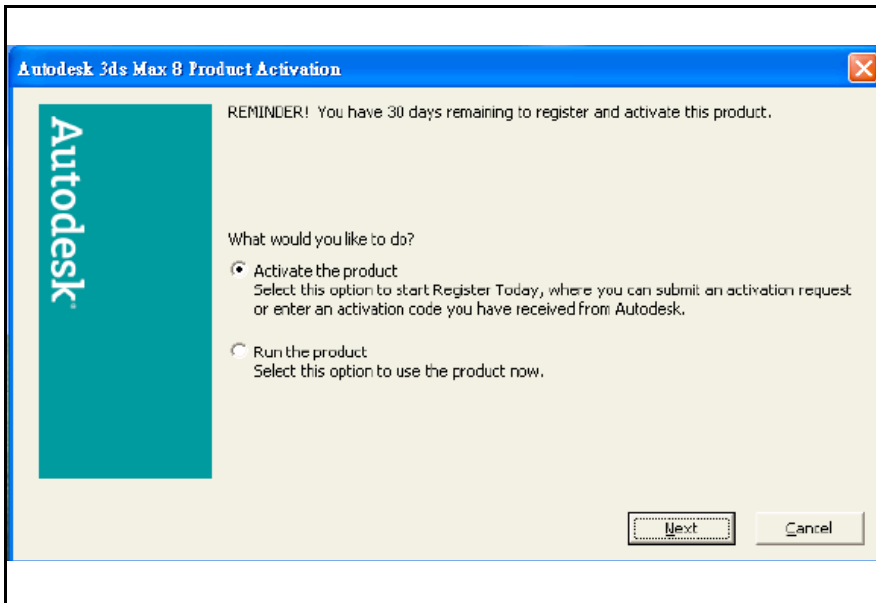 Autodesk 3ds Max 8 Product Activation
Autodesk
REMINDER! You have 30 days remaining to register and activate this product.
What would you like to do?
Activate the product
Select this option to start Register Today, where you can submit an activation request
or enter an activation code you have received from Autodesk.
Run the product
Select this option to use the product now.
Next
Cancel